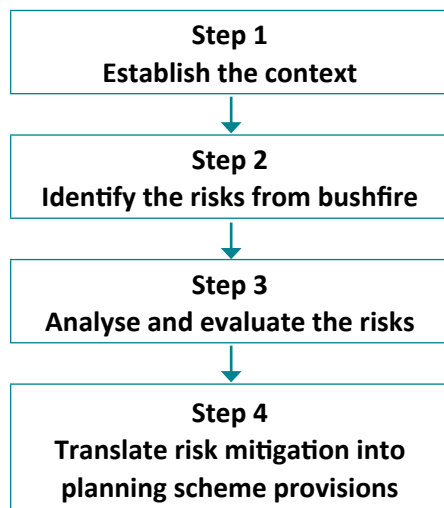 Step 1
Establish the context
Step 2
Identify the risks from bushfire
Step 3
Analyse and evaluate the risks
Step 4
Translate risk mitigation into
planning scheme provisions